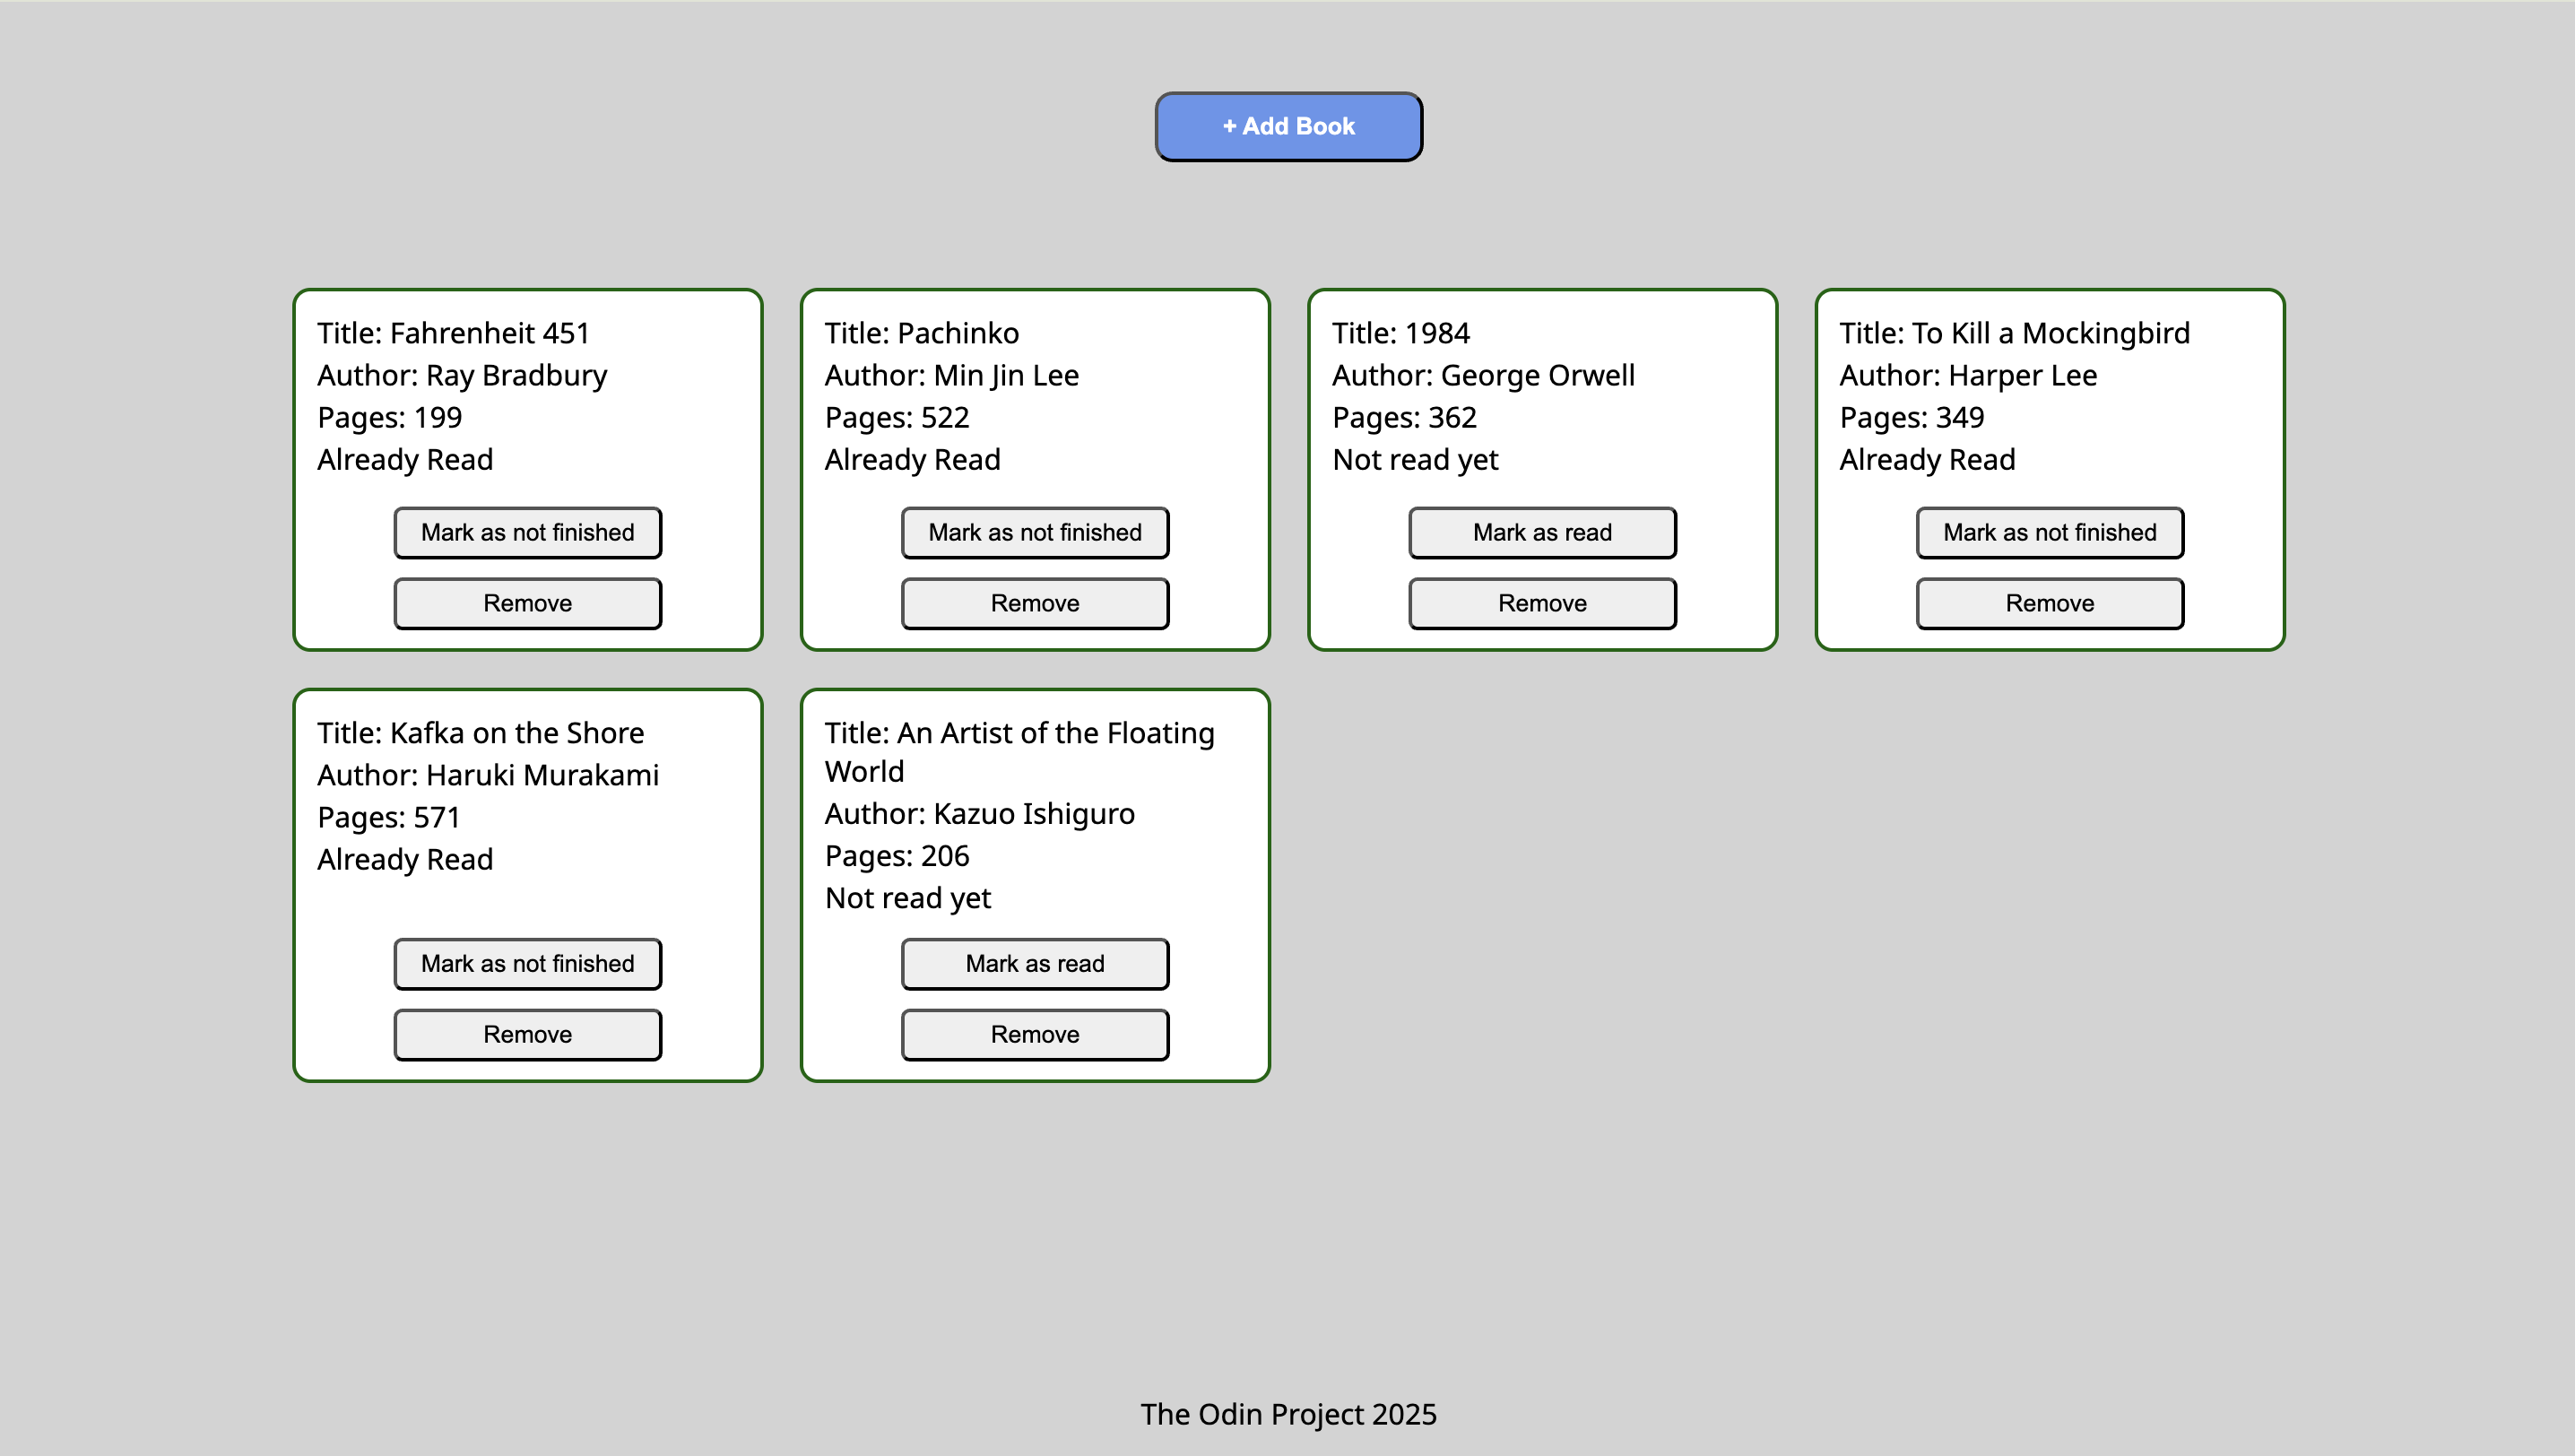 + Add Book
Title: Fahrenheit 451
Author: Ray Bradbury
Pages: 199
Already Read
Mark as not finished
Remove
Title: Pachinko
Author: Min Jin Lee
Pages: 522
Already Read
Mark as not finished
Remove
Title: 1984
Author: George Orwell
Pages: 362
Not read yet
Mark as read
Remove
Title: To Kill a Mockingbird
Author: Harper Lee
Pages: 349
Already Read
Mark as not finished
Remove
Title: Kafka on the Shore
Author: Haruki Murakami
Pages: 571
Already Read
Mark as not finished
Remove
Title: An Artist of the Floating
World
Author: Kazuo Ishiguro
Pages: 206
Not read yet
Mark as read
Remove
The Odin Project 2025